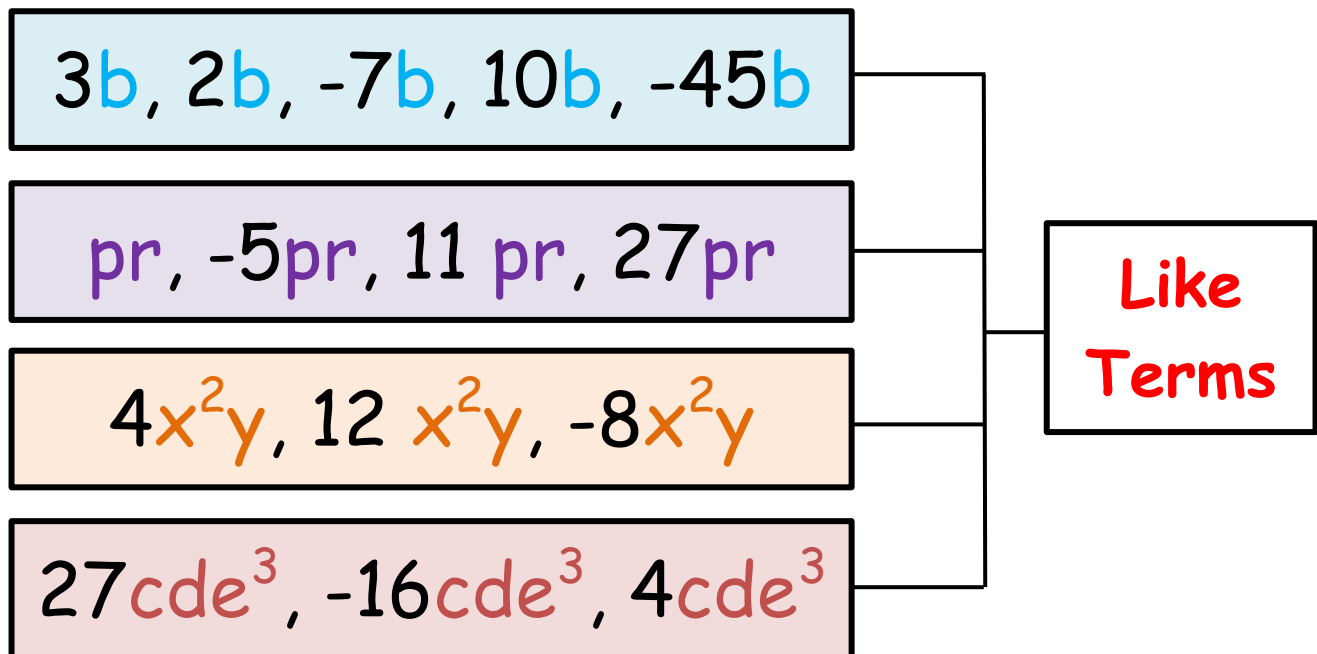 3b, 2b, -7b, 10b, -45b
pr, -5pr, 11 pr, 27pr
4x²y, 12 x²y, -8x²y
27cde³, -16cde³, 4cde³
Like
Terms